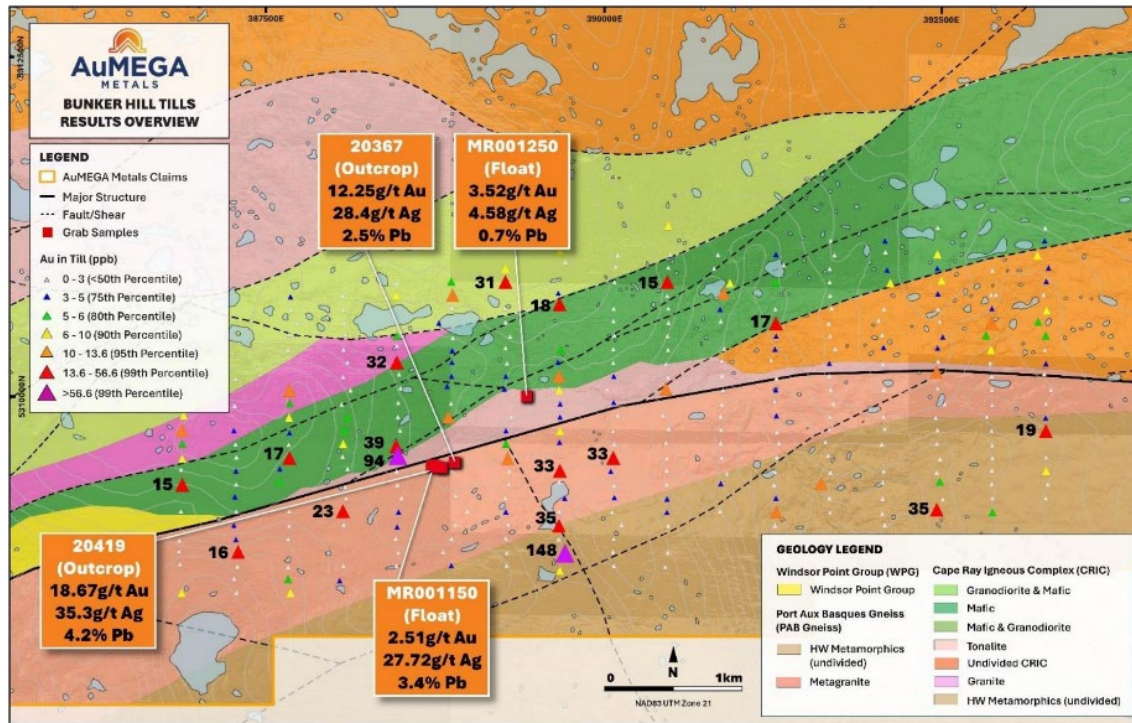 387500E
390000E
392500E
5312500N
5310000N
AuMEGA
METALS
BUNKER HILL TILLS
RESULTS OVERVIEW
LEGEND
AuMEGA Metals Claims
Major Structure
Fault/Shear
Grab Samples
Au in Till (ppb)
0 - 3 (<50th Percentile)
3 - 5 (75th Percentile)
5 - 6 (80th Percentile)
6 - 10 (90th Percentile)
10 - 13.6 (95th Percentile)
13.6 - 56.6 (99th Percentile)
>56.6 (99th Percentile)
20367
(Outcrop)
12.25g/t Au
28.4g/t Ag
2.5% Pb
MR001250
(Float)
3.52g/t Au
4.58g/t Ag
0.7% Pb
31
15
18
17
32
39
94
17
15
33
33
19
23
35
35
16
148
20419
(Outcrop)
18.67g/t Au
35.3g/t Ag
4.2% Pb
MR001150
(Float)
2.51g/t Au
27.72g/t Ag
3.4% Pb
N
0 1km
NAD83 UTM Zone 21
GEOLOGY LEGEND
Windsor Point Group (WPG)
Windsor Point Group
Port Aux Basques Gneiss
(PAB Gneiss)
HW Metamorphics
(undivided)
Metagranite
Cape Ray Igneous Complex (CRIC)
Granodiorite & Mafic
Mafic
Mafic & Granodiorite
Tonalite
Undivided CRIC
Granite
HW Metamorphics (undivided)